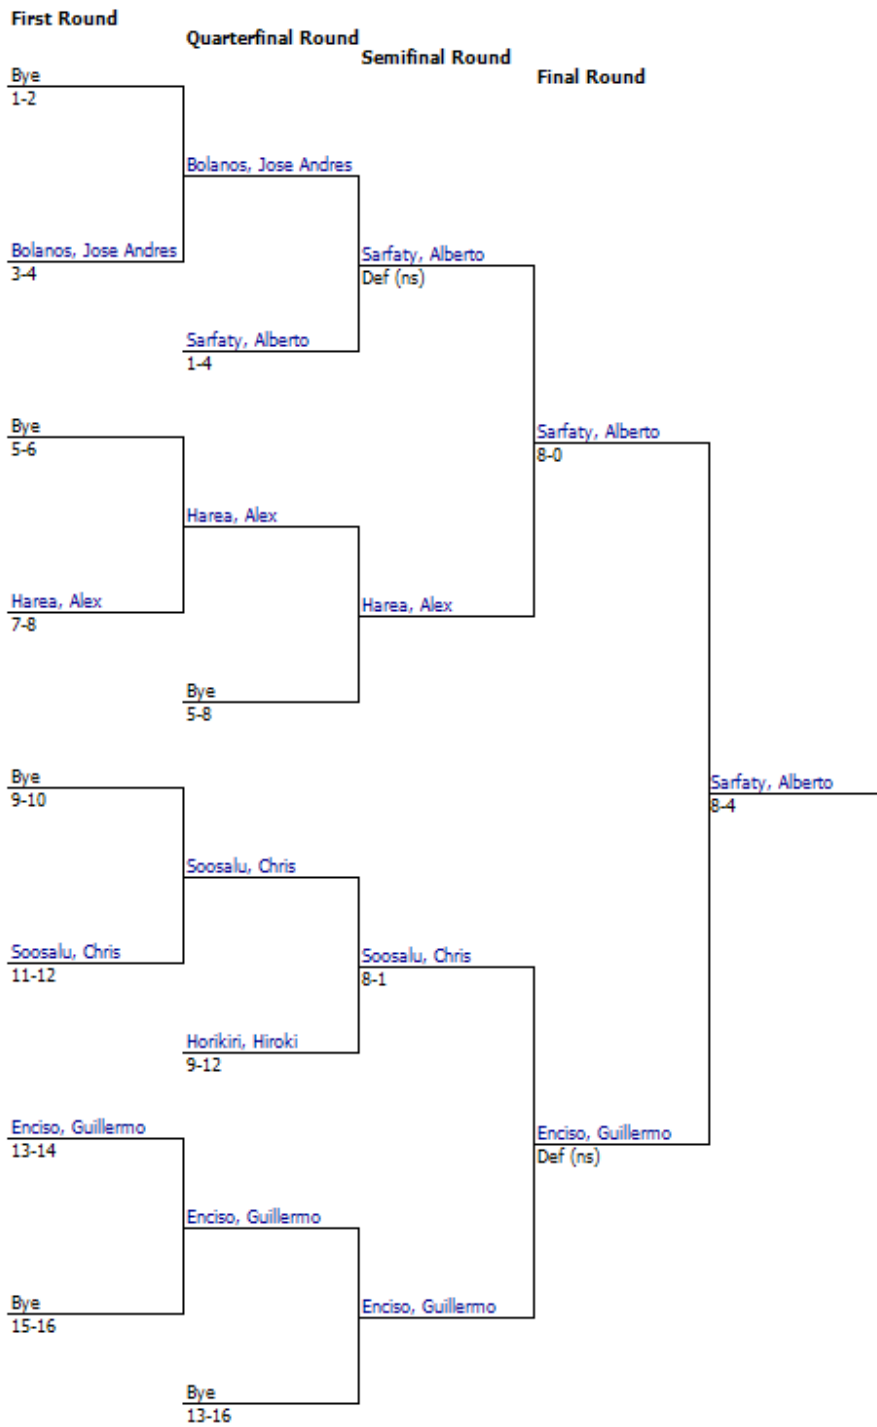 First Round
Quarterfinal Round
Semifinal Round
Final Round
Bye
1-2
Bolanos, Jose Andres
Bolanos, Jose Andres
3-4
Sarfaty, Alberto
Def (ns)
Sarfaty, Alberto
1-4
Bye
5-6
Sarfaty, Alberto
8-0
Harea, Alex
Harea, Alex
7-8
Harea, Alex
Bye
5-8
Bye
9-10
Sarfaty, Alberto
8-4
Soosalu, Chris
Soosalu, Chris
11-12
Soosalu, Chris
8-1
Horikiri, Hiroki
9-12
Enciso, Guillermo
13-14
Enciso, Guillermo
Def (ns)
Enciso, Guillermo
Bye
15-16
Enciso, Guillermo
Bye
13-16